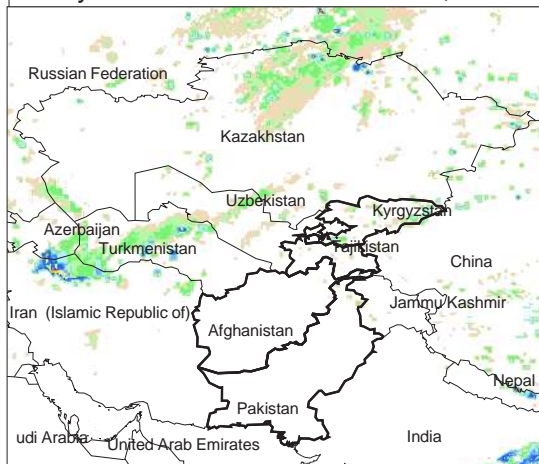 Russian Federation
Kazakhstan
Uzbekistan
Kyrgyzstan
Azerbaijan
Turkmenistan
Tajikistan
China
Iran (Islamic Republic of)
Jammu Kashmir
Afghanistan
Nepal
Pakistan
udi Arabia
United Arab Emirates
India